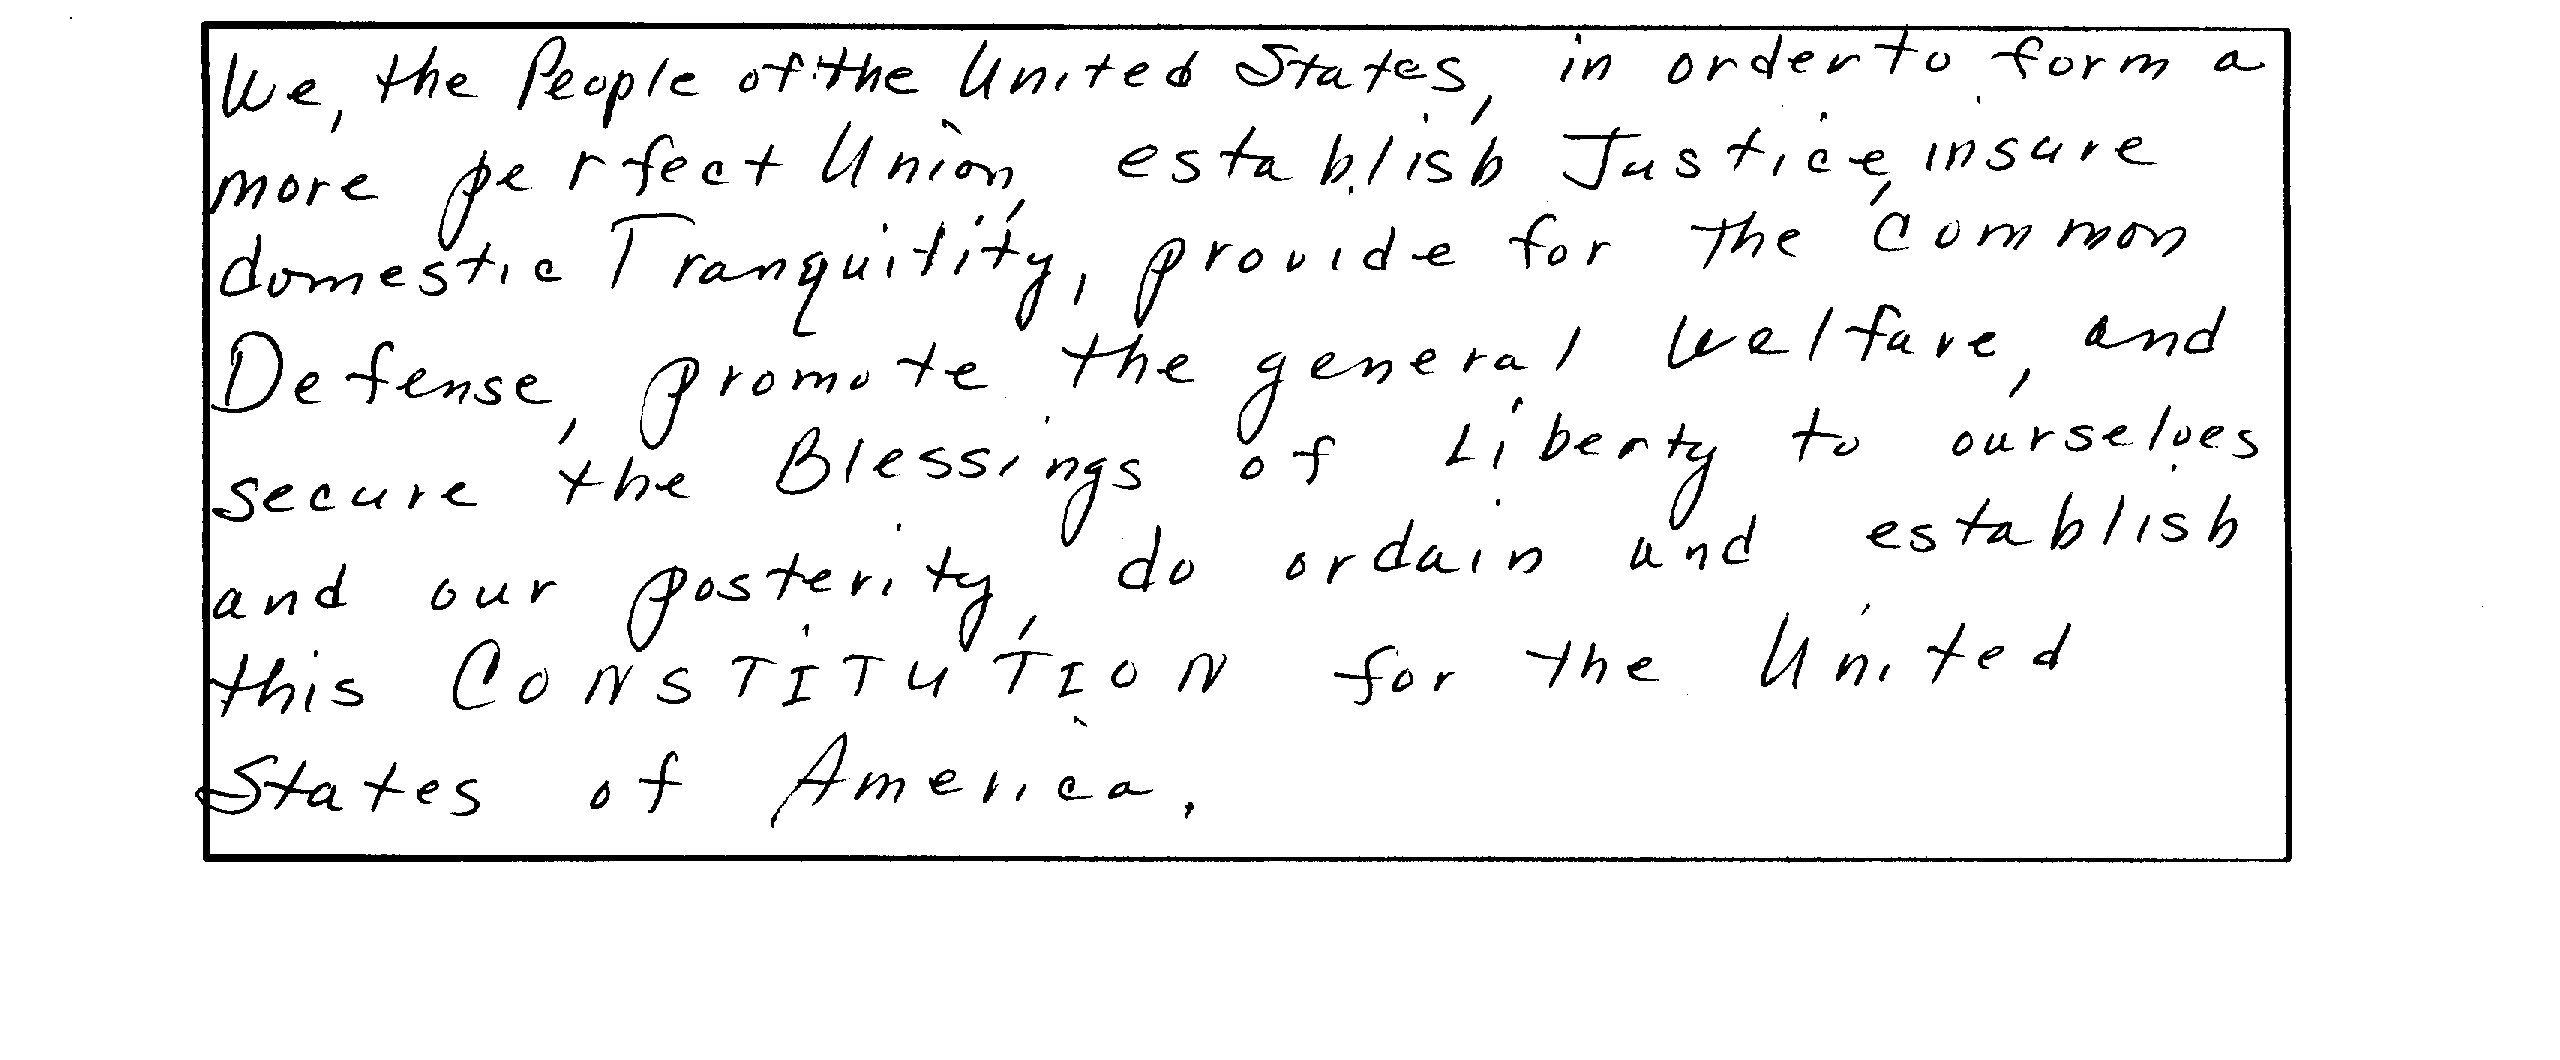 We, the People of the United States, in order to form a
more perfect Union, establish Justice, insure
domestic Tranquility, provide for the Common
Defense, promote the general Welfare, and
secure the Blessings of Liberty to ourselves
and our posterity, do ordain and establish
this CONSTITUTION for the United
States of America.